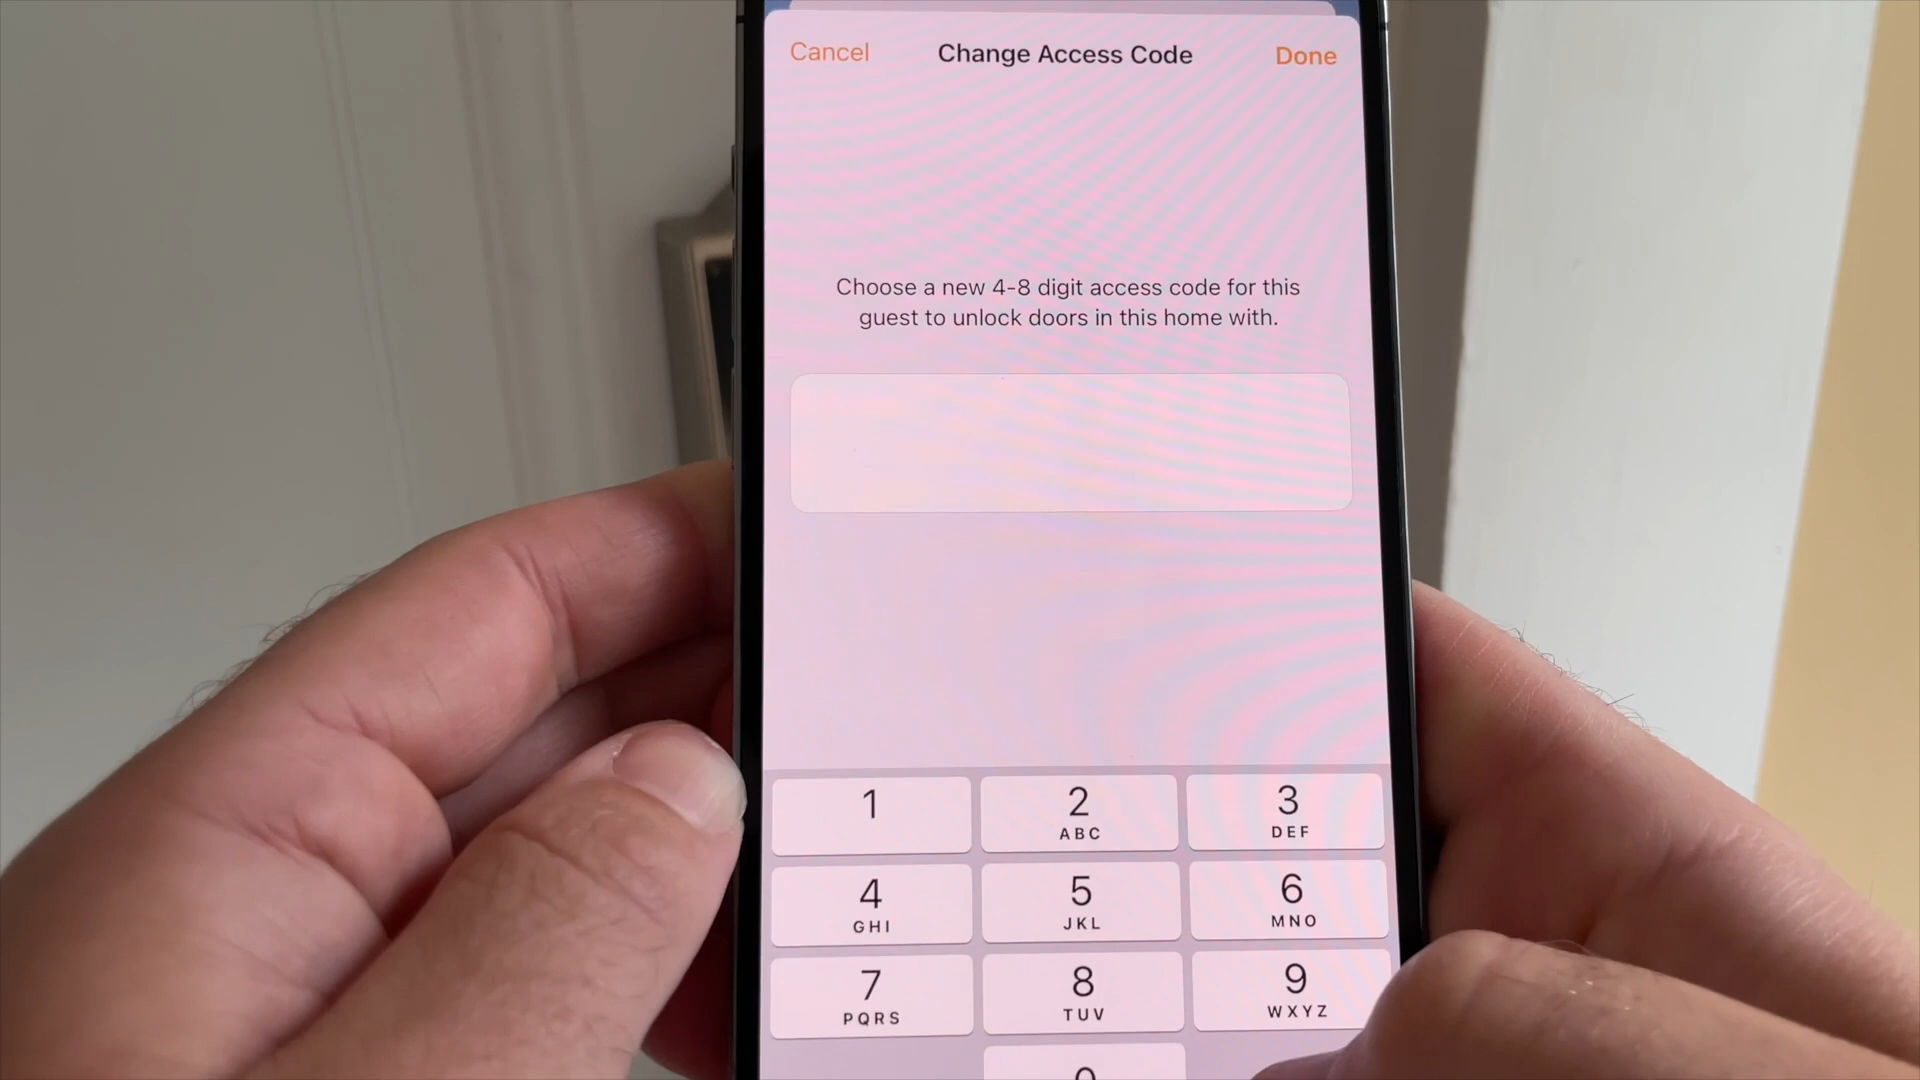 Cancel Change Access Code Done
Choose a new 4-8 digit access code for this
guest to unlock doors in this home with.
1 2 3
ABC DEF
4 5 6
GHI JKL MNO
7 8 9
PQRS TUV WXYZ
0